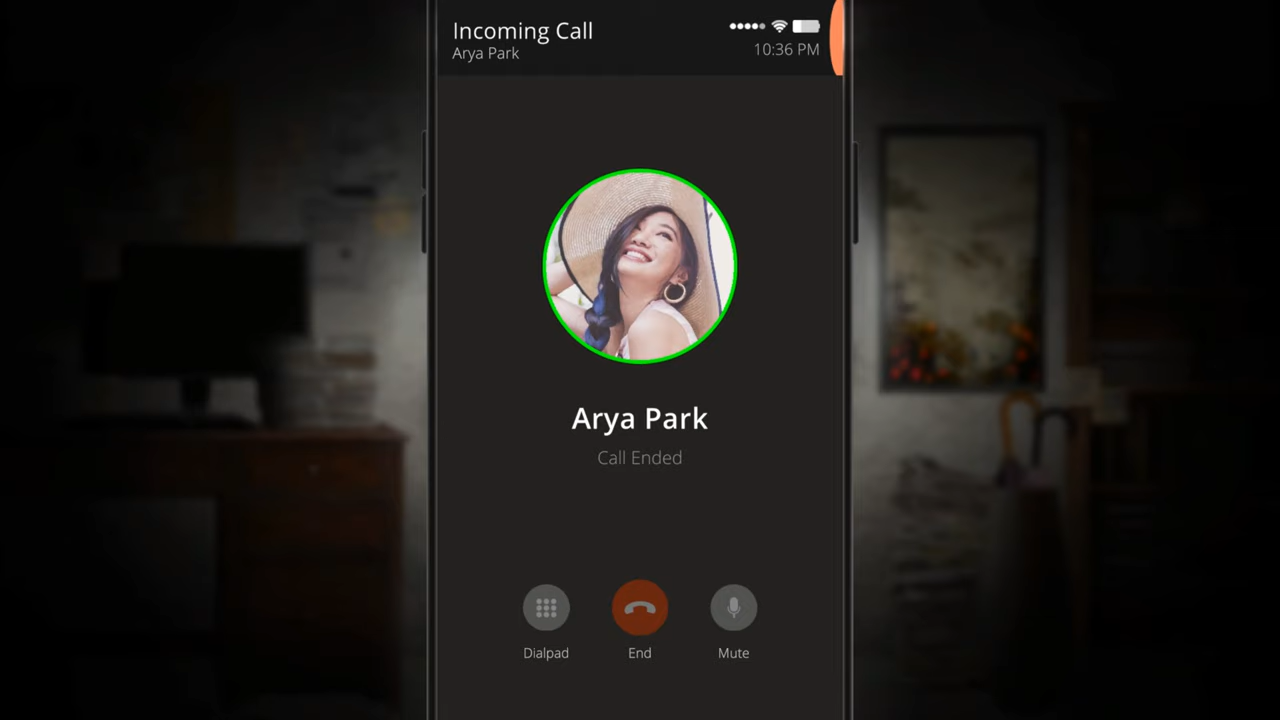 Incoming Call
Arya Park
10:36 PM
Arya Park
Call Ended
Dialpad
End
Mute